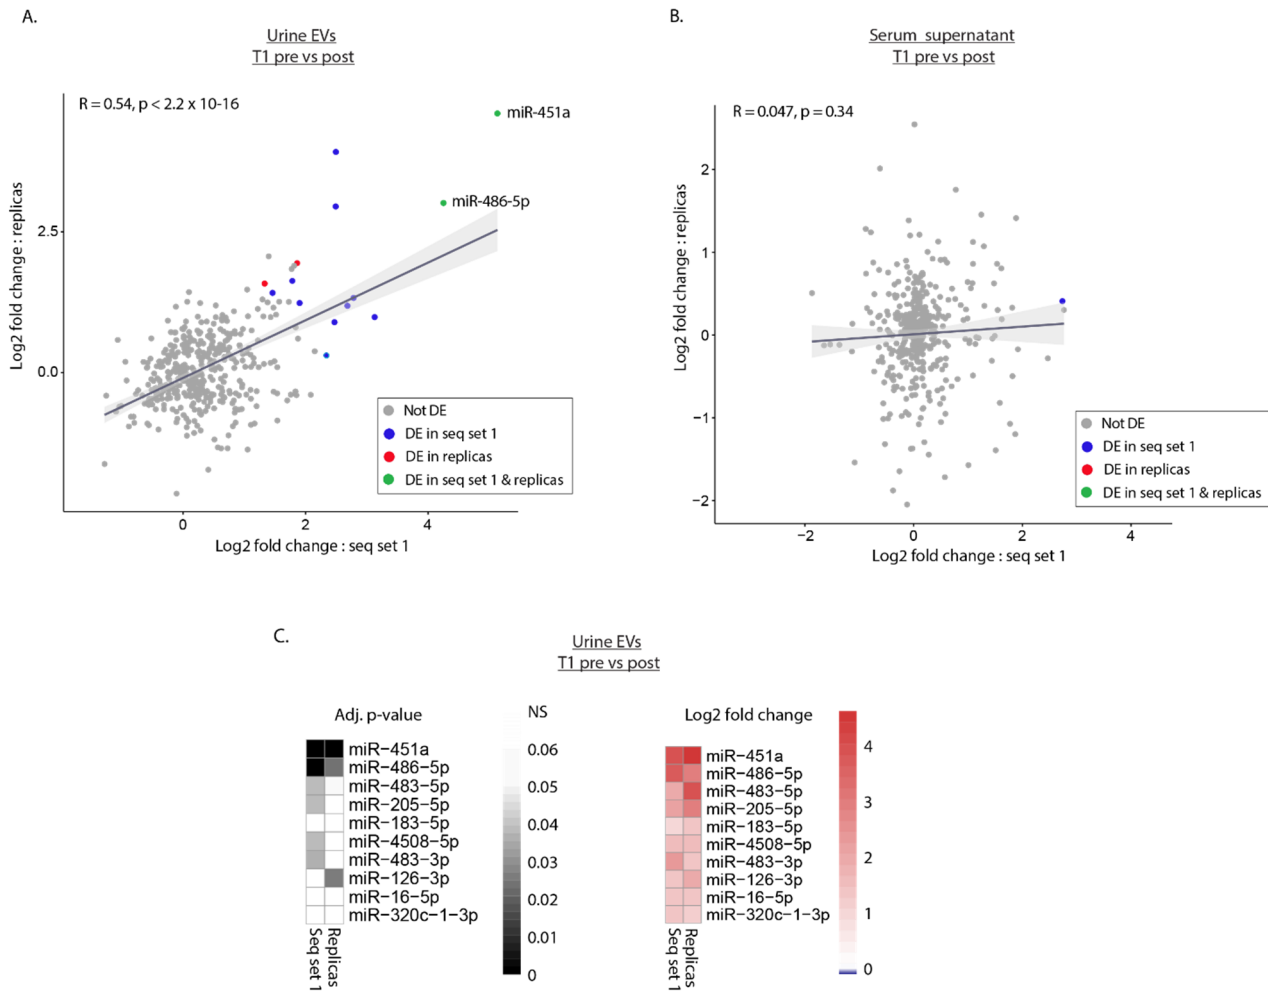 A.
Urine EVs
T1 pre vs post
R = 0.54, p < 2.2 x 10-16
miR-451a
miR-486-5p
Log2 fold change : replicas
2.5
0.0
0
2
4
Log2 fold change : seq set 1
Not DE
DE in seq set 1
DE in replicas
DE in seq set 1 & replicas
B.
Serum supernatant
T1 pre vs post
R = 0.047, p = 0.34
Log2 fold change : replicas
2
1
0
−1
−2
−2
0
2
4
Log2 fold change : seq set 1
Not DE
DE in seq set 1
DE in replicas
DE in seq set 1 & replicas
C.
Urine EVs
T1 pre vs post
Adj. p-value
miR−451a
miR−486−5p
miR−483−5p
miR−205−5p
miR−183−5p
miR−4508−5p
miR−483−3p
miR−126−3p
miR−16−5p
miR−320c−1−3p
Seq set 1
Replicas
NS
0.06
0.05
0.04
0.03
0.02
0.01
0
Log2 fold change
miR−451a
miR−486−5p
miR−483−5p
miR−205−5p
miR−183−5p
miR−4508−5p
miR−483−3p
miR−126−3p
miR−16−5p
miR−320c−1−3p
Seq set 1
Replicas
4
3
2
1
0